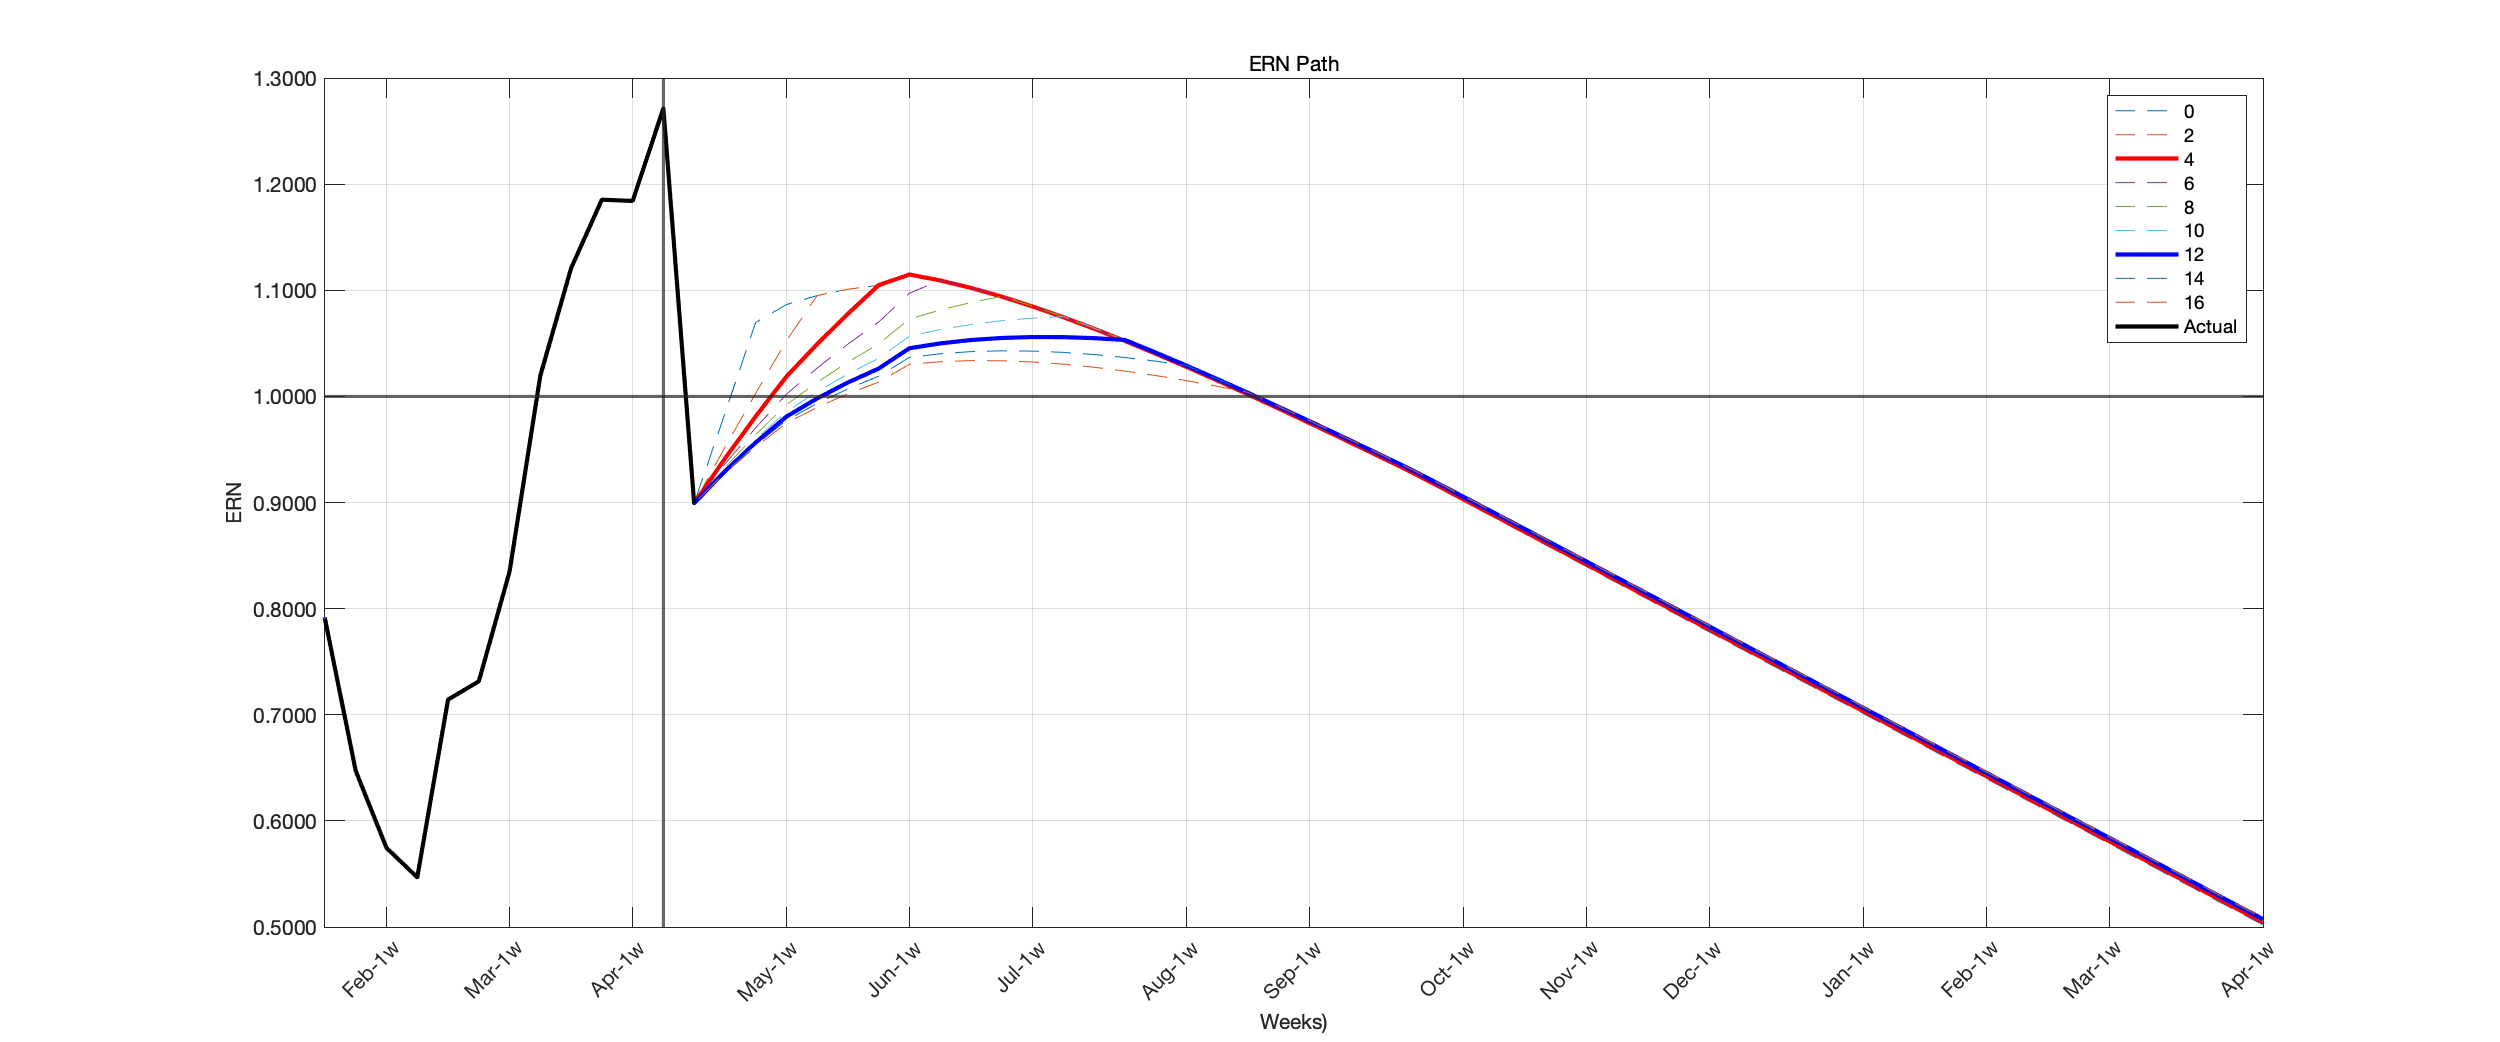 ERN Path
1.3000
1.2000
1.1000
1.0000
0.9000
0.8000
0.7000
0.6000
0.5000
ERN
0
2
4
6
8
10
12
14
16
Actual
Feb-1w
Mar-1w
Apr-1w
May-1w
Jun-1w
Jul-1w
Aug-1w
Sep-1w
Oct-1w
Nov-1w
Dec-1w
Jan-1w
Feb-1w
Mar-1w
Apr-1w
Weeks)